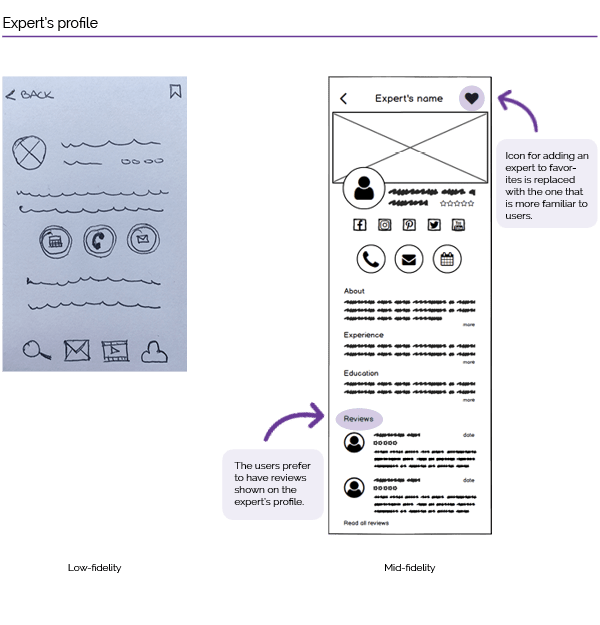 Expert's profile
< BACK
Expert's name
Icon for adding an
expert to favor-
ites is replaced
with the one that
is more familiar to
users.
About
more
Experience
more
Education
more
Reviews
date
date
Read all reviews
The users prefer
to have reviews
shown on the
expert's profile.
Low-fidelity
Mid-fidelity